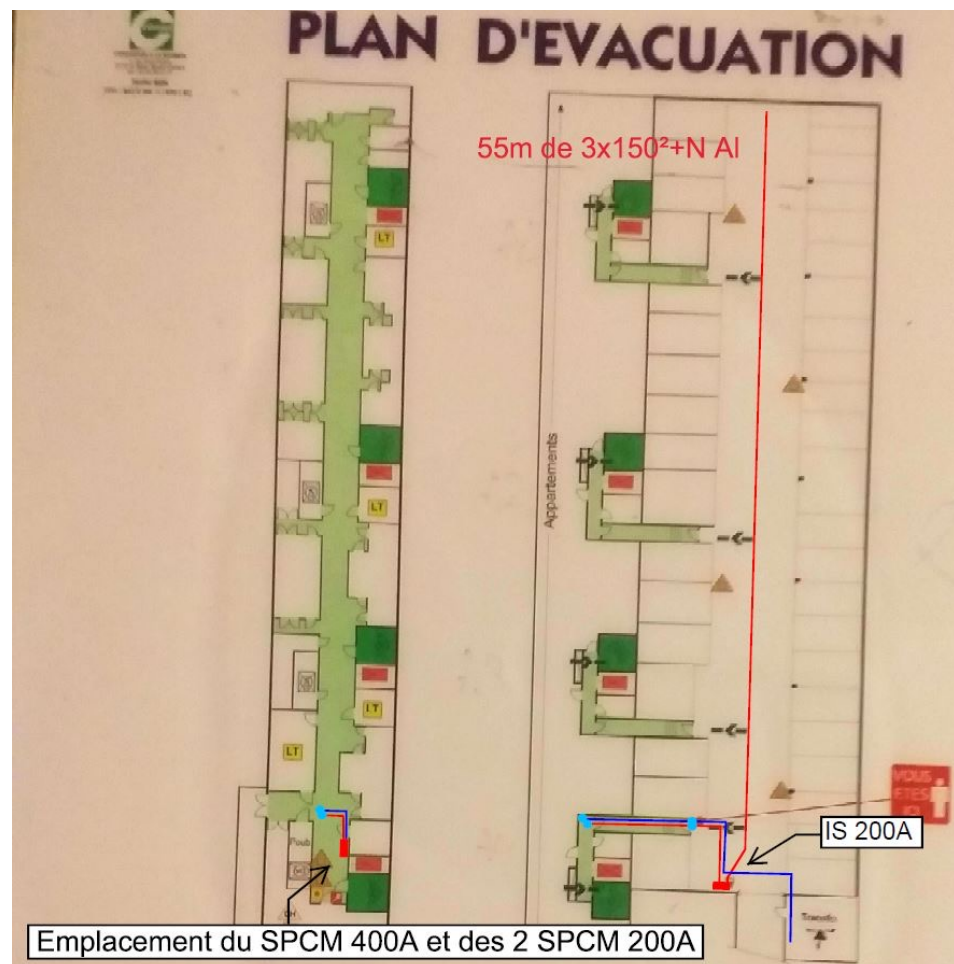 PLAN D'EVACUATION
55m de 3x150²+N Al
LT
Appartements
LT
LT
LT
VOUS
ETES
ICI
IS 200A
Poub
Transfo
Emplacement du SPCM 400A et des 2 SPCM 200A